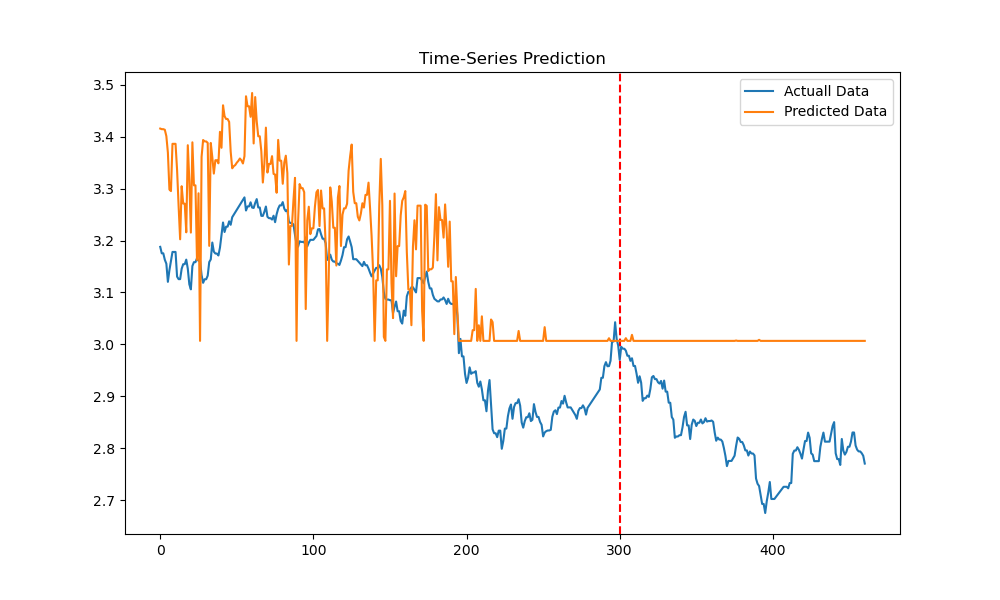 Time-Series Prediction
Actuall Data
Predicted Data
3.5
3.4
3.3
3.2
3.1
3.0
2.9
2.8
2.7
0 100 200 300 400